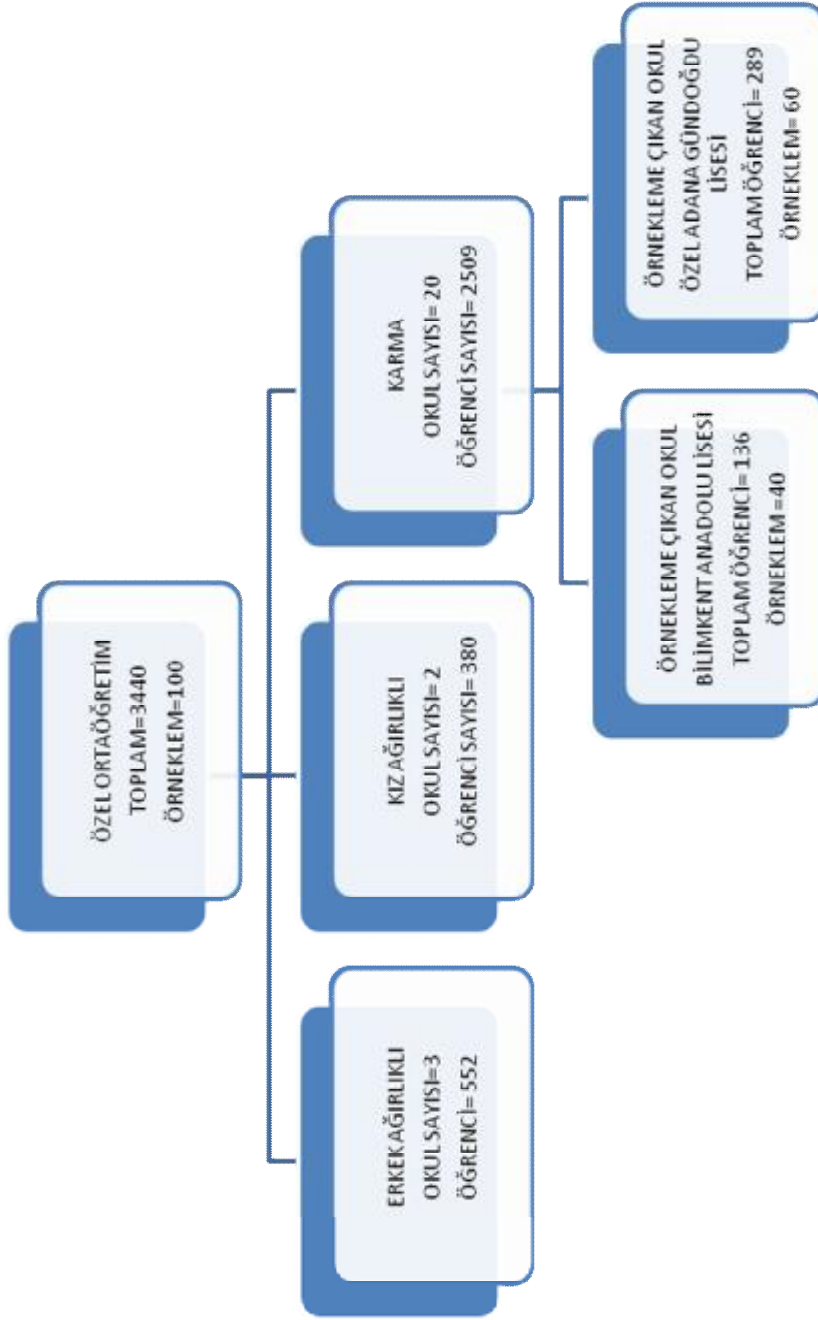 ÖZEL ORTAÖĞRETİM
TOPLAM=3440
ÖRNEKLEM=100
ERKEK AĞIRLIKLI
OKUL SAYISI=3
ÖĞRENCİ= 552
KIZ AĞIRLIKLI
OKUL SAYISI= 2
ÖĞRENCİ SAYISI= 380
KARMA
OKUL SAYISI= 20
ÖĞRENCİ SAYISI= 2509
ÖRNEKLEME ÇIKAN OKUL
BİLİMKENT ANADOLU LİSESİ
TOPLAM ÖĞRENCİ= 136
ÖRNEKLEM =40
ÖRNEKLEME ÇIKAN OKUL
ÖZEL ADANA GÜNDOĞDU
LİSESİ
TOPLAM ÖĞRENCİ= 289
ÖRNEKLEM= 60